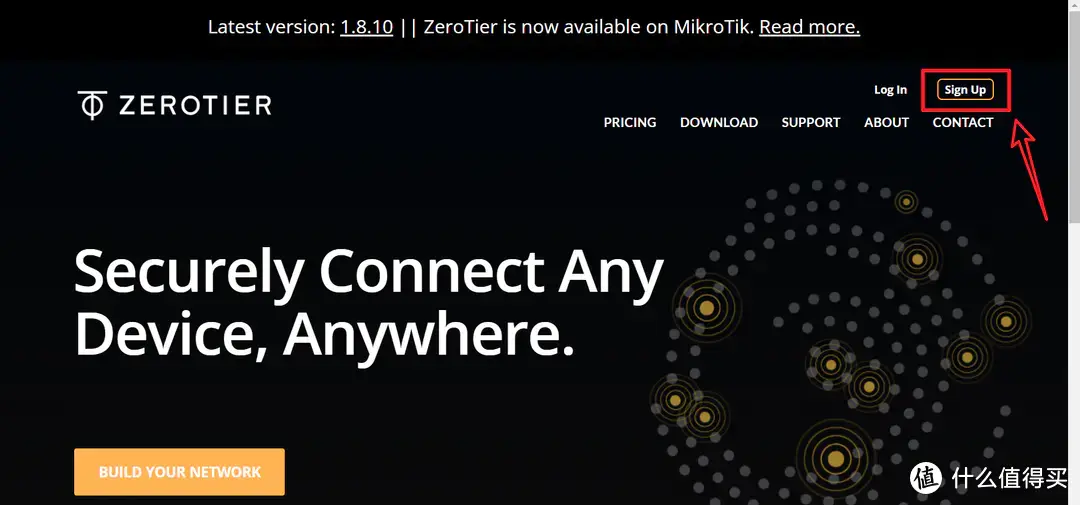 Latest version: 1.8.10 || ZeroTier is now available on MikroTik. Read more.
ZEROTIER
Log In
Sign Up
PRICING
DOWNLOAD
SUPPORT
ABOUT
CONTACT
Securely Connect Any
Device, Anywhere.
BUILD YOUR NETWORK
值 什么值得买